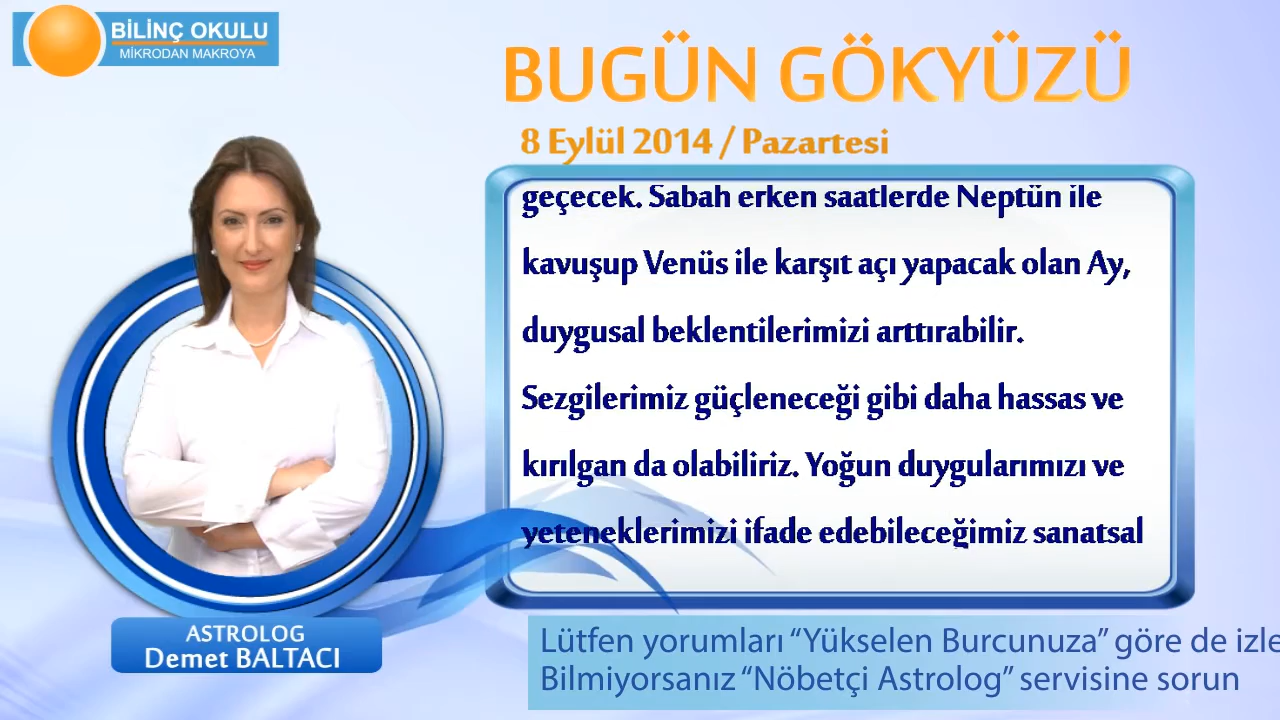 BİLİNÇ OKULU
MİKRODAN MAKROYA
BUGÜN GÖKYÜZÜ
8 Eylül 2014 / Pazartesi
geçecek. Sabah erken saatlerde Neptün ile
kavuşup Venüs ile karşıt açı yapacak olan Ay,
duygusal beklentilerimizi arttırabilir.
Sezgilerimiz güçleneceği gibi daha hassas ve
kırılgan da olabiliriz. Yoğun duygularımızı ve
yeteneklerimizi ifade edebileceğimiz sanatsal
ASTROLOG
Demet BALTACI
Lütfen yorumları “Yükselen Burcunuza” göre de izle
Bilmiyorsanız “Nöbetçi Astrolog” servisine sorun